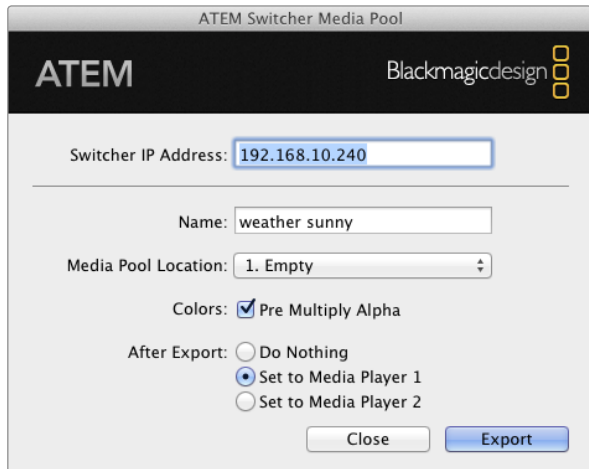 ATEM Switcher Media Pool
ATEM
Blackmagicdesign
Switcher IP Address: 192.168.10.240
Name: weather sunny
Media Pool Location: 1. Empty
Colors: Pre Multiply Alpha
After Export: Do Nothing
Set to Media Player 1
Set to Media Player 2
Close Export